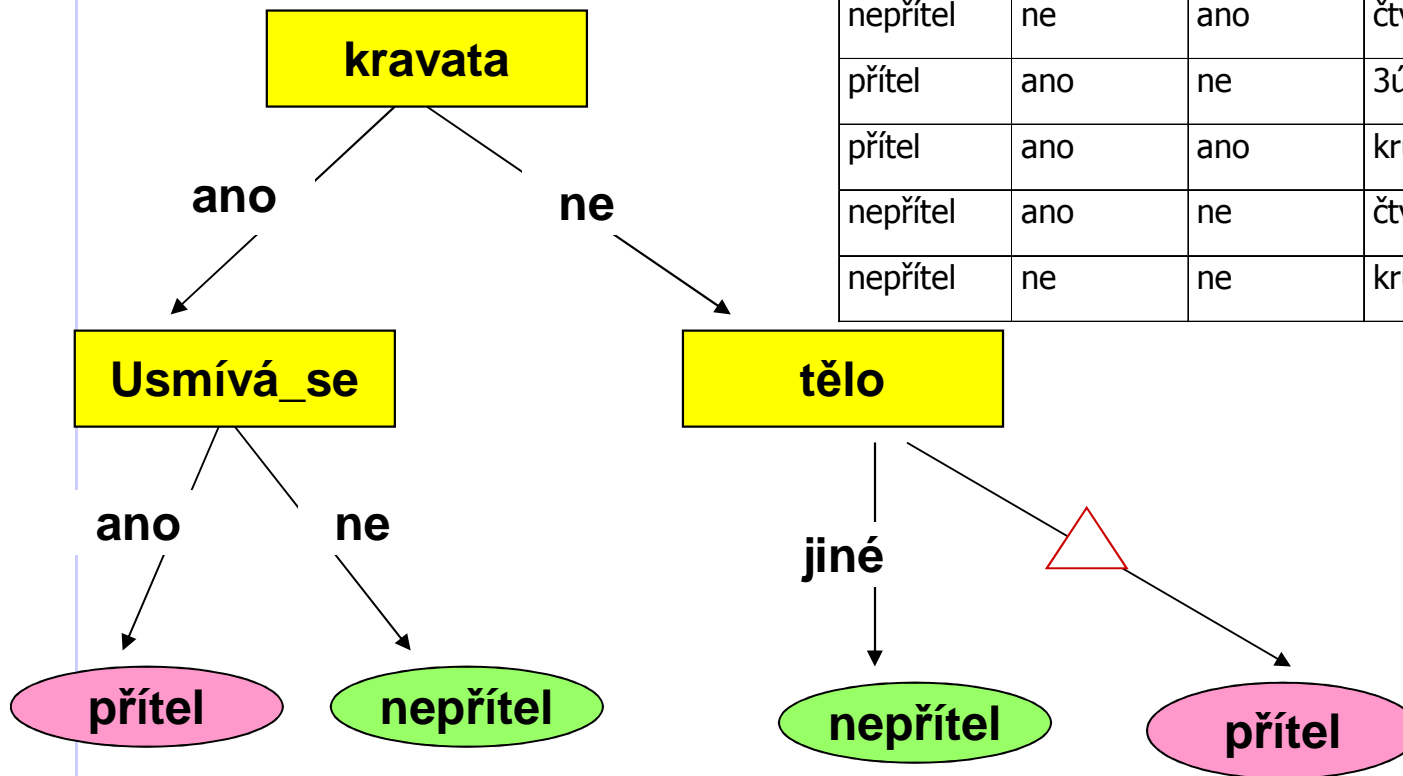 nepřítel ne ano
přítel ano ne
přítel ano ano
nepřítel ano ne
nepřítel ne ne
kravata
ano ne
Usmívá_se tělo
ano ne jiné
přítel nepřítel nepřítel přítel